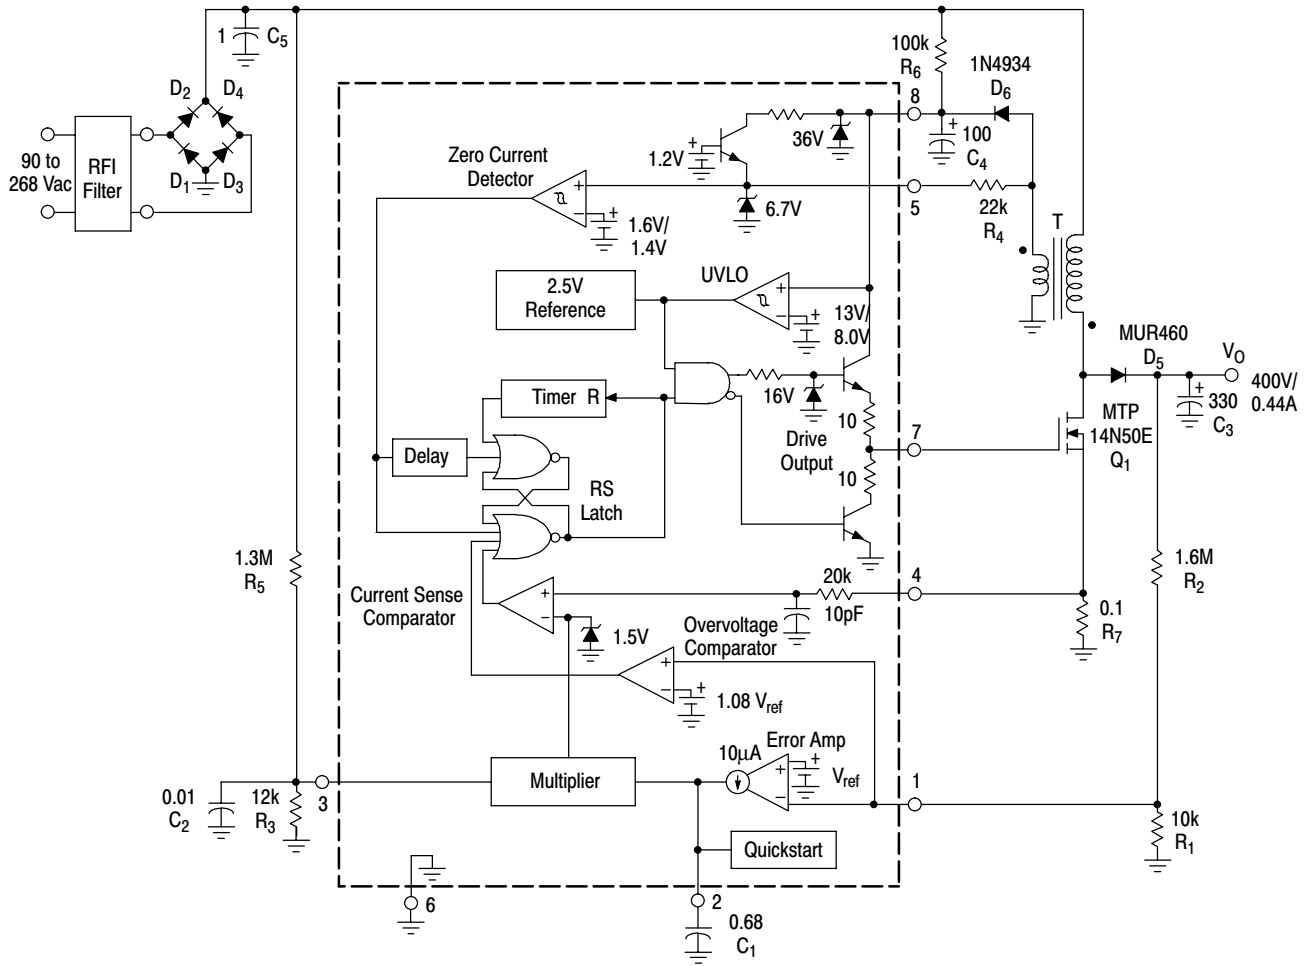 1
C5
D2
D4
D1
D3
90 to
268 Vac
RFI
Filter
100k
R6
1N4934
D6
8
+
100
C4
36V
1.2V
+
Zero Current
Detector
+
−
+
1.6V/
1.4V
6.7V
5
22k
R4
T
2.5V
Reference
UVLO
+
−
+
13V/
8.0V
MUR460
D5
VO
400V/
0.44A
+
330
C3
16V
Timer R
10
Drive
Output
10
7
MTP
14N50E
Q1
Delay
RS
Latch
1.3M
R5
Current Sense
Comparator
+
−
1.5V
20k
10pF
4
0.1
R7
1.6M
R2
Overvoltage
Comparator
+
−
+
1.08 Vref
Error Amp
10μA
+
−
+
Vref
1
Multiplier
0.01
C2
12k
R3
3
Quickstart
10k
R1
6
2
0.68
C1